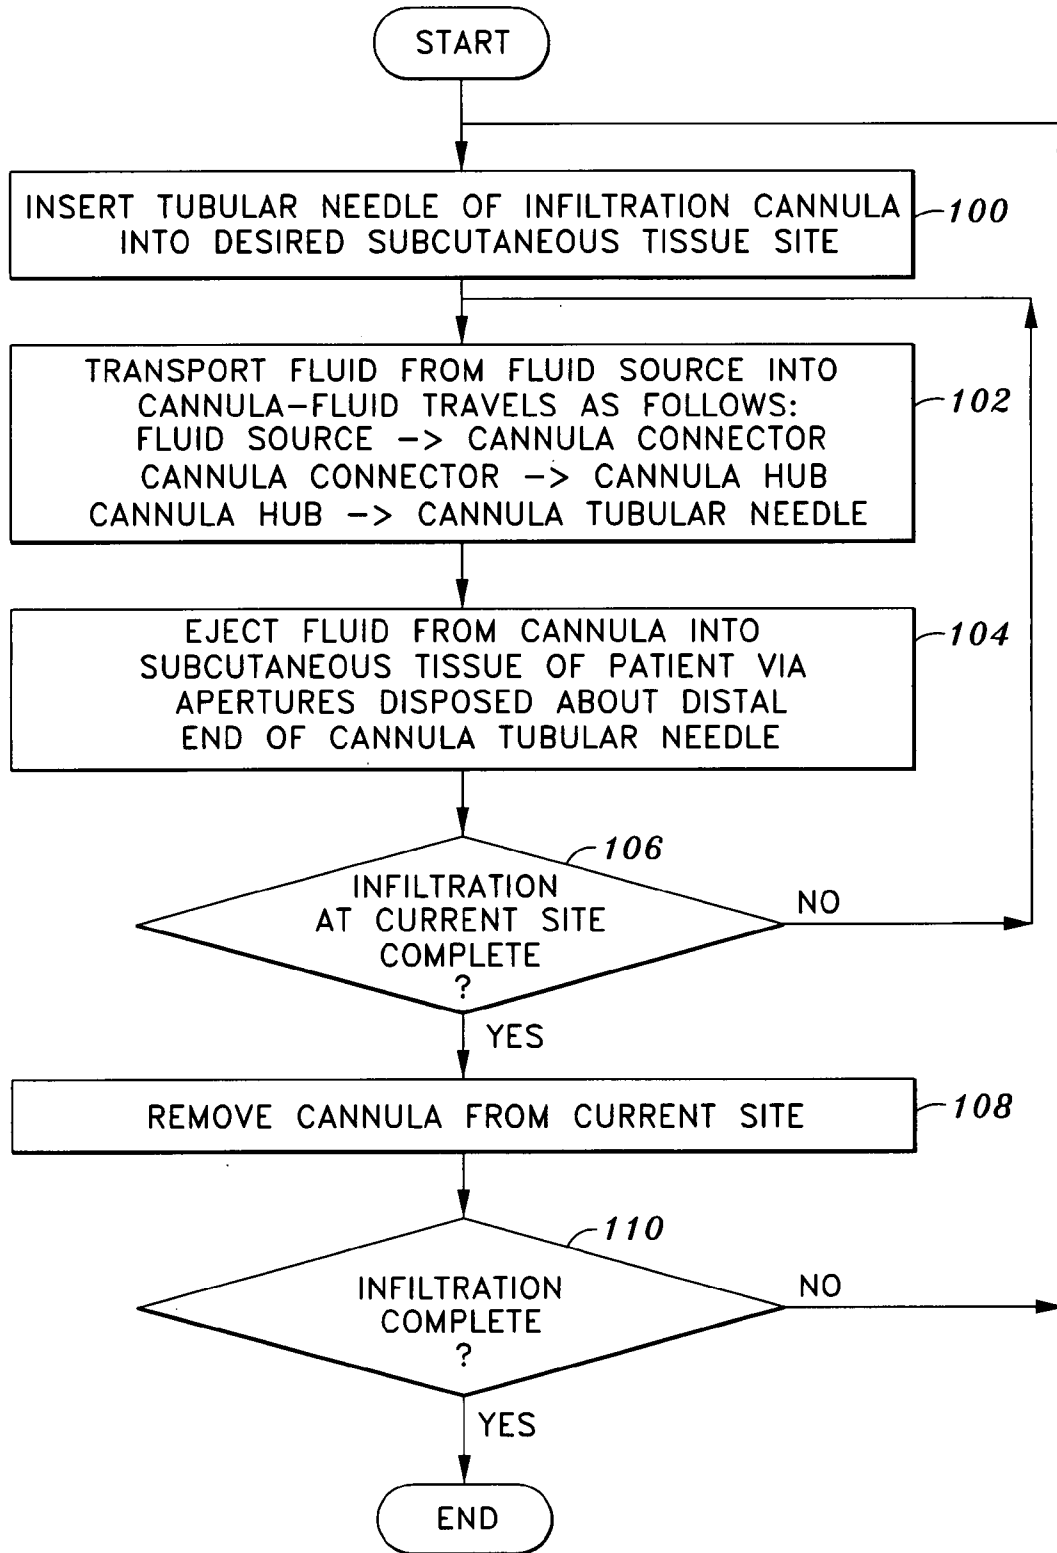 START
INSERT TUBULAR NEEDLE OF INFILTRATION CANNULA
INTO DESIRED SUBCUTANEOUS TISSUE SITE
100
TRANSPORT FLUID FROM FLUID SOURCE INTO
CANNULA-FLUID TRAVELS AS FOLLOWS:
FLUID SOURCE -> CANNULA CONNECTOR
CANNULA CONNECTOR -> CANNULA HUB
CANNULA HUB -> CANNULA TUBULAR NEEDLE
102
EJECT FLUID FROM CANNULA INTO
SUBCUTANEOUS TISSUE OF PATIENT VIA
APERTURES DISPOSED ABOUT DISTAL
END OF CANNULA TUBULAR NEEDLE
104
106
INFILTRATION
AT CURRENT SITE
COMPLETE
?
NO
YES
REMOVE CANNULA FROM CURRENT SITE
108
110
INFILTRATION
COMPLETE
?
NO
YES
END